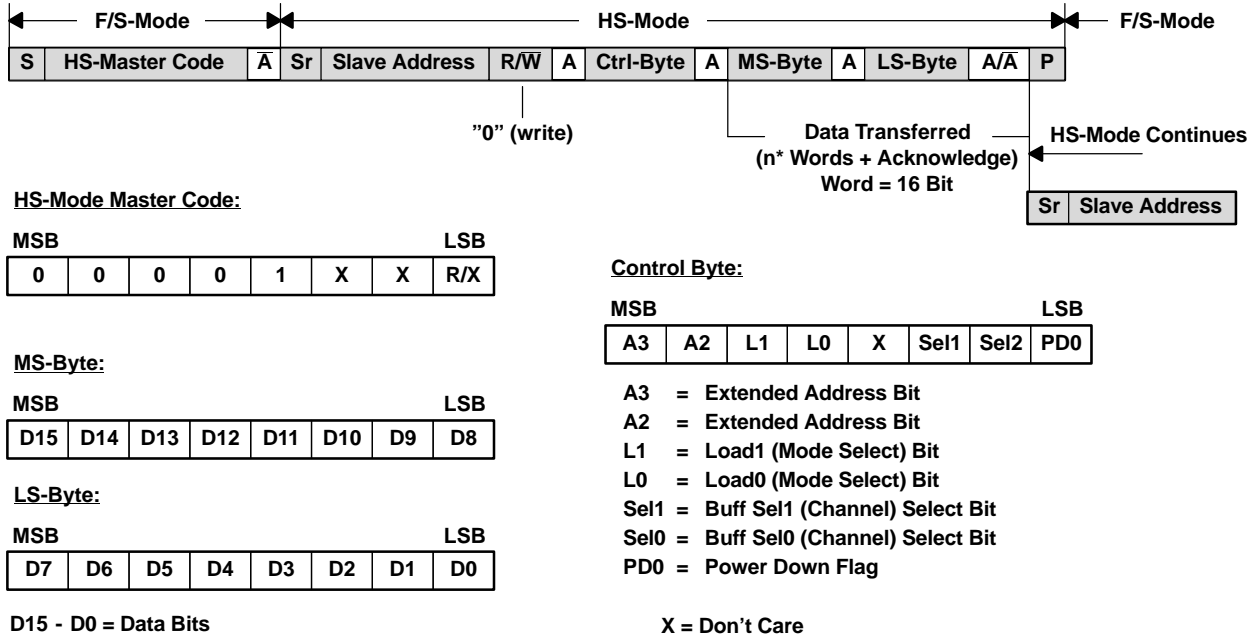 F/S-Mode HS-Mode F/S-Mode
S HS-Master Code A̅ Sr Slave Address R/W̅ A Ctrl-Byte A MS-Byte A LS-Byte A/A̅ P
”0” (write)
Data Transferred
(n* Words + Acknowledge)
Word = 16 Bit
HS-Mode Continues
Sr Slave Address
HS-Mode Master Code:
MSB LSB
0 0 0 0 1 X X R/X
MS-Byte:
MSB LSB
D15 D14 D13 D12 D11 D10 D9 D8
LS-Byte:
MSB LSB
D7 D6 D5 D4 D3 D2 D1 D0
D15 - D0 = Data Bits
Control Byte:
MSB LSB
A3 A2 L1 L0 X Sel1 Sel2 PD0
A3 = Extended Address Bit
A2 = Extended Address Bit
L1 = Load1 (Mode Select) Bit
L0 = Load0 (Mode Select) Bit
Sel1 = Buff Sel1 (Channel) Select Bit
Sel0 = Buff Sel0 (Channel) Select Bit
PD0 = Power Down Flag
X = Don’t Care